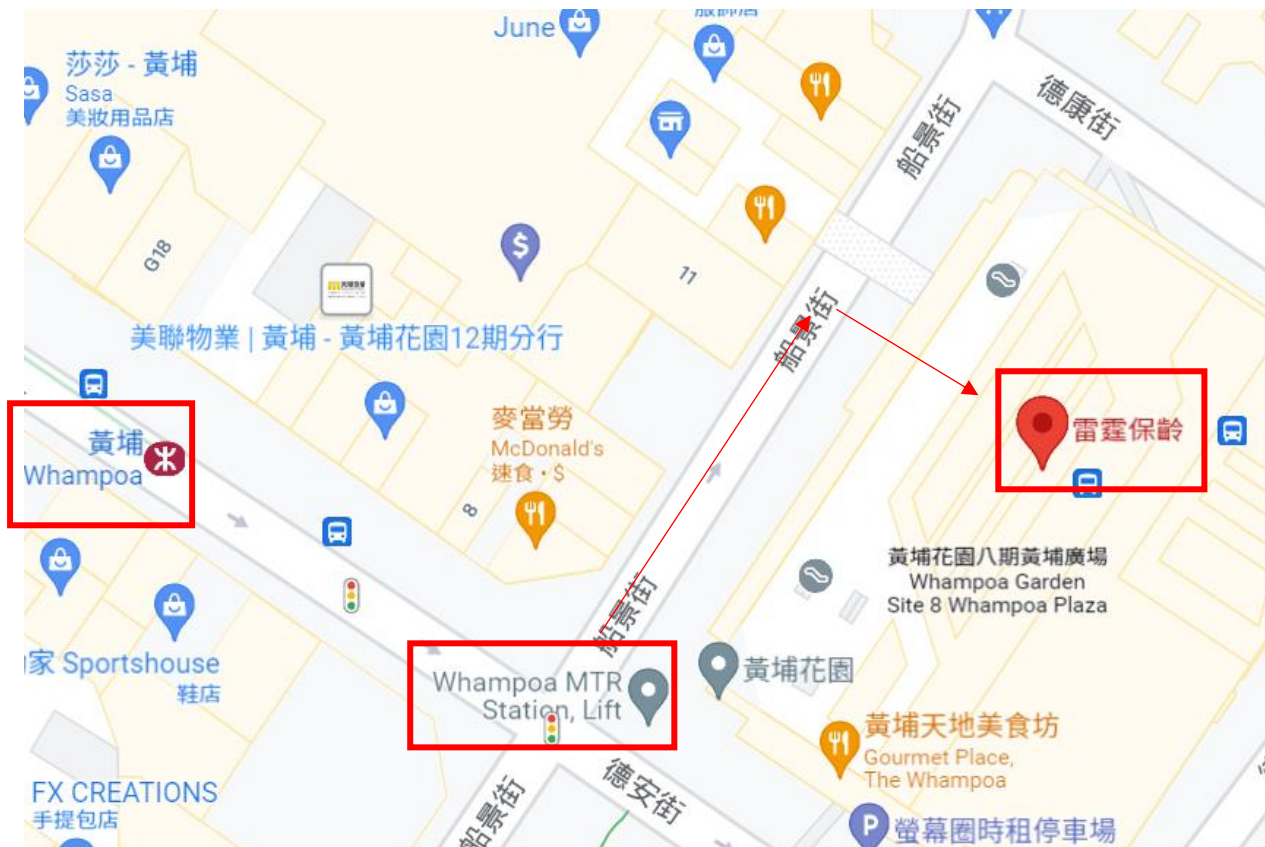 June
服飾店
莎莎 - 黃埔
Sasa
美妝用品店
德康街
船景街
G18
11
美聯物業 | 黃埔 - 黃埔花園12期分行
船景街
麥當勞
McDonald's
速食・$
8
黃埔
Whampoa
雷霆保齡
黃埔花園八期黃埔廣場
Whampoa Garden
Site 8 Whampoa Plaza
船景街
家 Sportshouse
鞋店
Whampoa MTR
Station, Lift
黃埔花園
黃埔天地美食坊
Gourmet Place,
The Whampoa
德安街
船景街
FX CREATIONS
手提包店
P
螢幕圈時租停車場